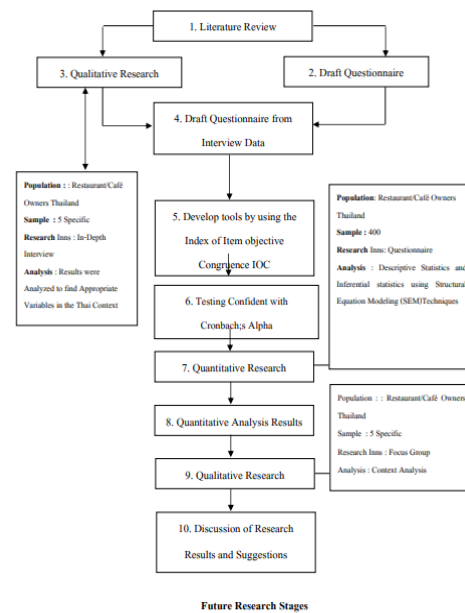 1. Literature Review
3. Qualitative Research
2. Draft Questionnaire
4. Draft Questionnaire from
Interview Data
Population : : Restaurant/Café
Owners Thailand
Sample : 5 Specific
Research Inns : In-Depth
Interview
Analysis : Results were
Analyzed to find Appropriate
Variables in the Thai Context
5. Develop tools by using the
Index of Item objective
Congruence IOC
Population: Restaurant/Café Owners
Thailand
Sample : 400
Research Inns: Questionnaire
Analysis : Descriptive Statistics and
Inferential statistics using Structural
Equation Modeling (SEM)Techniques
6. Testing Confident with
Cronbach;s Alpha
7. Quantitative Research
8. Quantitative Analysis Results
Population : : Restaurant/Café Owners
Thailand
Sample : 5 Specific
Research Inns : Focus Group
Analysis : Context Analysis
9. Qualitative Research
10. Discussion of Research
Results and Suggestions
Future Research Stages